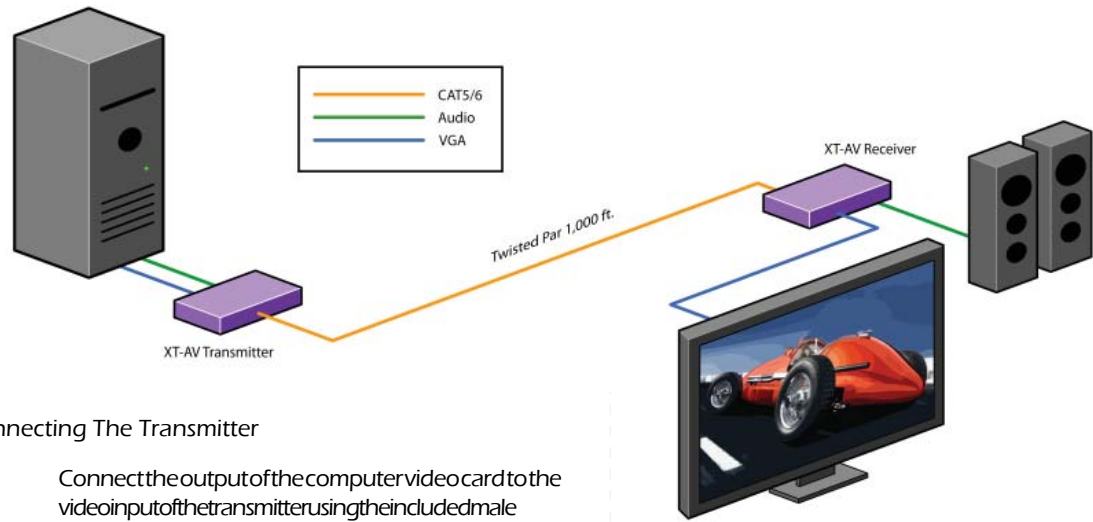 CAT5/6
Audio
VGA
XT-AV Receiver
Twisted Par 1,000 ft.
XT-AV Transmitter
nnecting The Transmitter
Connecttheoutputofthecomputervideocardtothe
videoinputofthetransmitterusingtheincludedmale